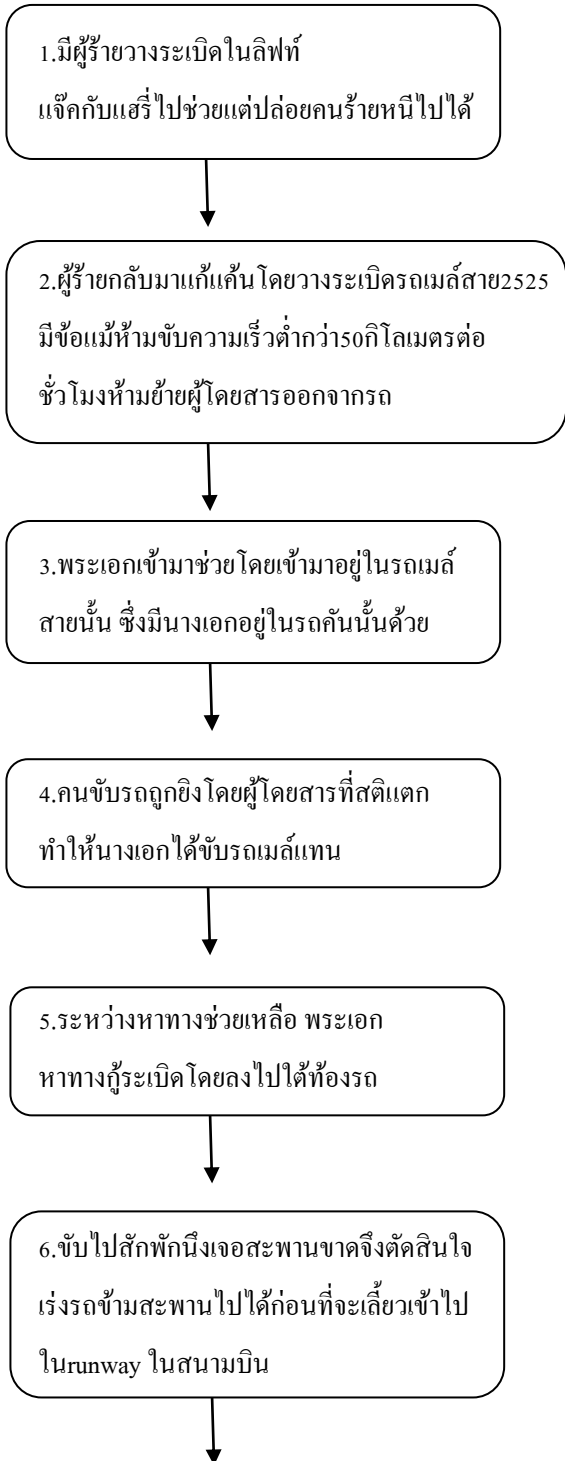 1.มีผู้ร้ายวางระเบิดในลิฟท์
แจ๊คกับแฮรี่ไปช่วยแต่ปล่อยคนร้ายหนีไปได้
2.ผู้ร้ายกลับมาแก้แค้นโดยวางระเบิดรถเมล์สาย2525
มีข้อแม้ห้ามขับความเร็วต่ำกว่า50กิโลเมตรต่อ
ชั่วโมงห้ามย้ายผู้โดยสารออกจากรถ
3.พระเอกเข้ามาช่วยโดยเข้ามาอยู่ในรถเมล์
สายนั้น ซึ่งมีนางเอกอยู่ในรถคันนั้นด้วย
4.คนขับรถถูกยิงโดยผู้โดยสารที่สติแตก
ทำให้นางเอกได้ขับรถเมล์แทน
5.ระหว่างหาทางช่วยเหลือ พระเอก
หาทางกู้ระเบิดโดยลงไปใต้ท้องรถ
6.ขับไปสักพักนึงเจอสะพานขาดจึงตัดสินใจ
เร่งรถข้ามสะพานไปได้ก่อนที่จะเลี้ยวเข้าไป
ในrunway ในสนามบิน